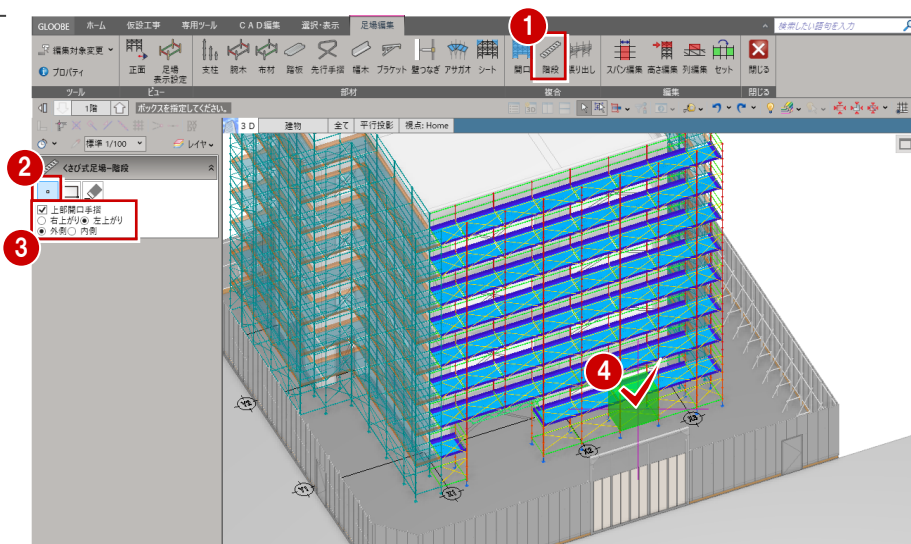 GLOOBE ホーム 仮設工事 専用ツール CAD編集 選択・表示 足場編集 検索したい語句を入力
1
編集対象変更
プロパティ
ツール
正面 足場表示設定
ビュー
支柱 腕木 布材 踏板 先行手摺 幅木 ブラケット 壁つなぎ アサガオ シート
部材
開口 階段 張り出し
複合
スパン編集 高さ編集 列編集 セット
編集
閉じる
閉じる
1階 ボックスを指定してください。
3D 建物 全て 平行投影 視点: Home
標準 1/100 レイヤ
2
くさび式足場-階段
上部開口手摺
右上がり 左上がり
外側 内側
3
4
Y2
Y1
X1
X2
X3